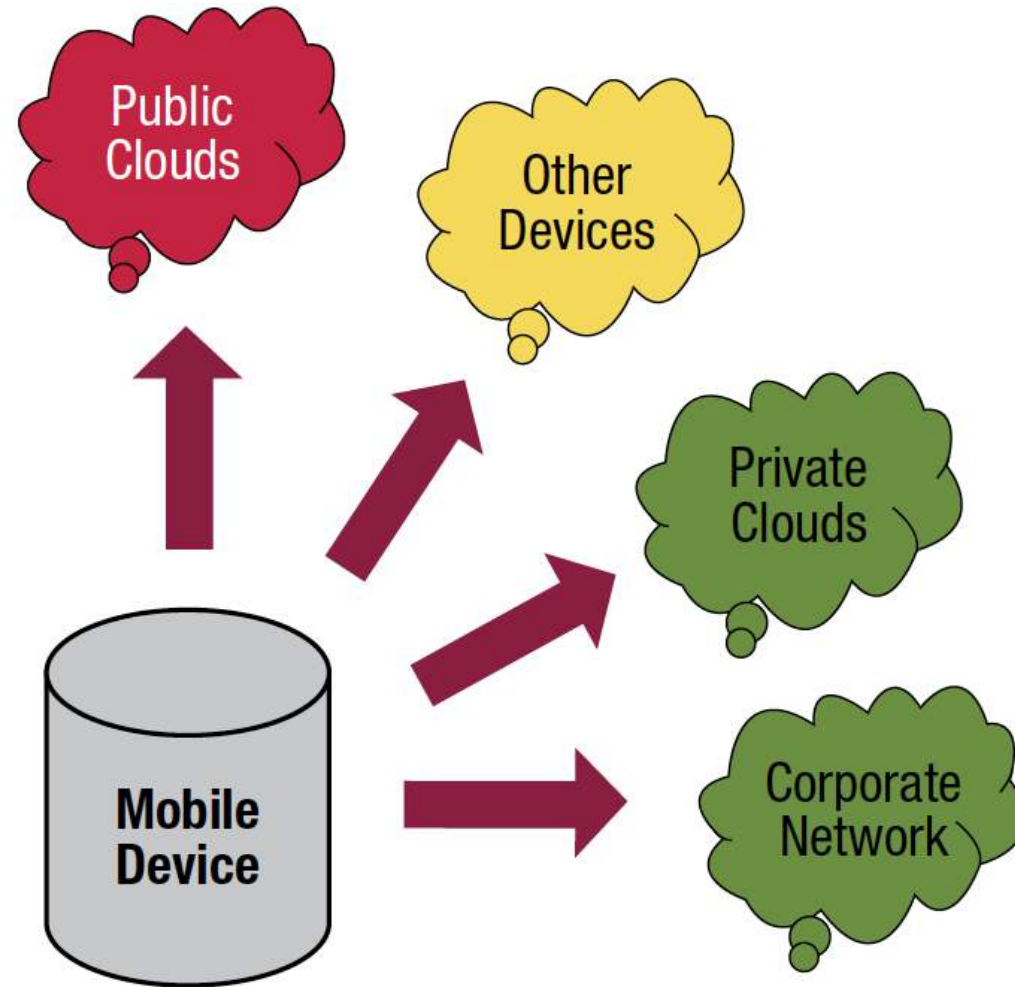 Public
Clouds
Other
Devices
Private
Clouds
Mobile
Device
Corporate
Network